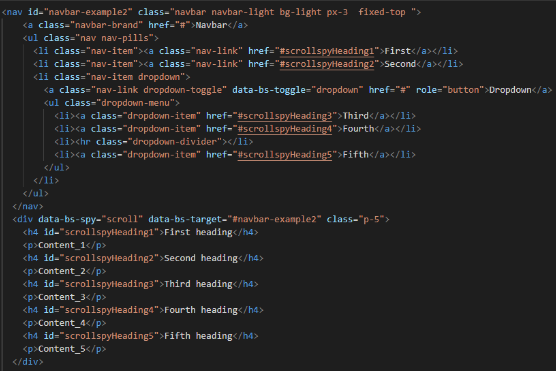 <nav id="navbar-example2" class="navbar navbar-light bg-light px-3  fixed-top ">
    <a class="navbar-brand" href="#">Navbar</a>
    <ul class="nav nav-pills">
      <li class="nav-item"><a class="nav-link" href="#scrollspyHeading1">First</a></li>
      <li class="nav-item"><a class="nav-link" href="#scrollspyHeading2">Second</a></li>
      <li class="nav-item dropdown">
        <a class="nav-link dropdown-toggle" data-bs-toggle="dropdown" href="#" role="button">Dropdown</a>
        <ul class="dropdown-menu">
          <li><a class="dropdown-item" href="#scrollspyHeading3">Third</a></li>
          <li><a class="dropdown-item" href="#scrollspyHeading4">Fourth</a></li>
          <li><hr class="dropdown-divider"></li>
          <li><a class="dropdown-item" href="#scrollspyHeading5">Fifth</a></li>
        </ul>
      </li>
    </ul>
  </nav>
  <div data-bs-spy="scroll" data-bs-target="#navbar-example2" class="p-5">
    <h4 id="scrollspyHeading1">First heading</h4>
    <p>Content_1</p>
    <h4 id="scrollspyHeading2">Second heading</h4>
    <p>Content_2</p>
    <h4 id="scrollspyHeading3">Third heading</h4>
    <p>Content_3</p>
    <h4 id="scrollspyHeading4">Fourth heading</h4>
    <p>Content_4</p>
    <h4 id="scrollspyHeading5">Fifth heading</h4>
    <p>Content_5</p>
  </div>